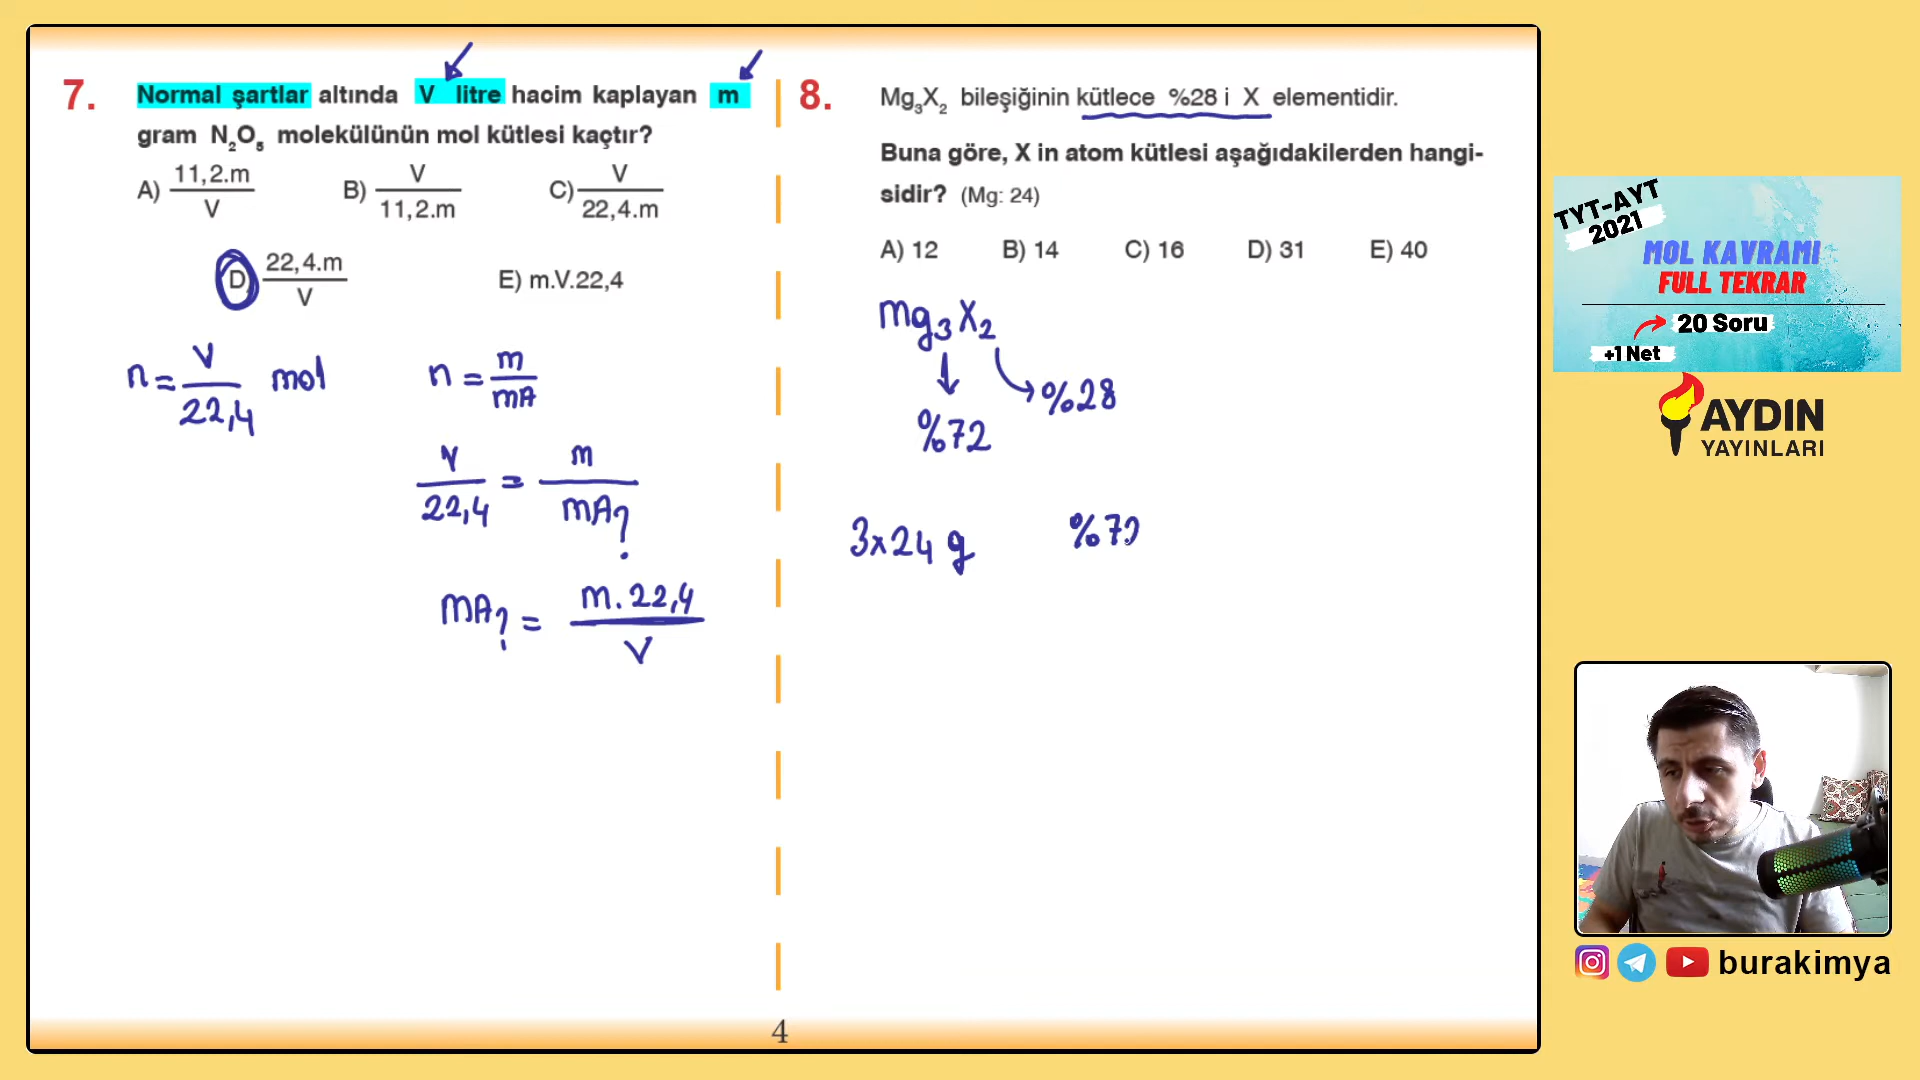 7. Normal şartlar altında V litre hacim kaplayan m
gram N₂O₅ molekülünün mol kütlesi kaçtır?
A) 11,2.m / V B) V / 11,2.m C) V / 22,4.m
D) 22,4.m / V E) m.V.22,4
n = V / 22,4 mol n = m / mA
V / 22,4 = m / mA?
mA? = m.22,4 / V
8. Mg₃X₂ bileşiğinin kütlece %28 i X elementidir.
Buna göre, X in atom kütlesi aşağıdakilerden hangi-
sidir? (Mg: 24)
A) 12 B) 14 C) 16 D) 31 E) 40
Mg₃X₂
%28
%72
3x24 g %72
4
TYT-AYT
2021
MOL KAVRAMI
FULL TEKRAR
20 Soru
+1 Net
AYDIN
YAYINLARI
burakimya